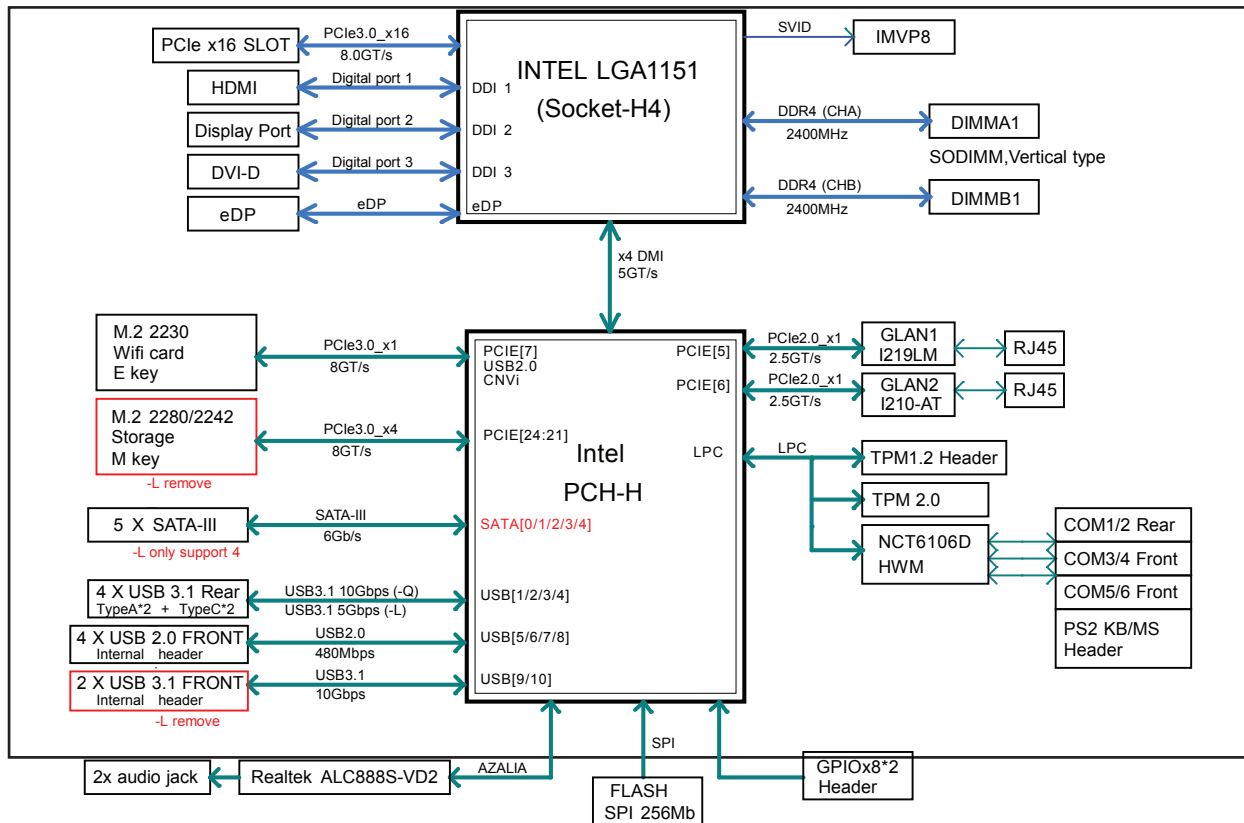 PCIe x16 SLOT
PCIe3.0_x16
8.0GT/s
HDMI
Digital port 1
DDI 1
Display Port
Digital port 2
DDI 2
DVI-D
Digital port 3
DDI 3
eDP
eDP
eDP
INTEL LGA1151
(Socket-H4)
SVID
IMVP8
DDR4 (CHA)
2400MHz
DIMMA1
SODIMM,Vertical type
DDR4 (CHB)
2400MHz
DIMMB1
x4 DMI
5GT/s
M.2 2230
Wifi card
E key
PCIe3.0_x1
8GT/s
PCIE[7]
USB2.0
CNVi
M.2 2280/2242
Storage
M key
-L remove
PCIe3.0_x4
8GT/s
PCIE[24:21]
5 X SATA-III
-L only support 4
SATA-III
6Gb/s
SATA[0/1/2/3/4]
4 X USB 3.1 Rear
TypeA*2 + TypeC*2
USB3.1 10Gbps (-Q)
USB3.1 5Gbps (-L)
USB[1/2/3/4]
4 X USB 2.0 FRONT
Internal header
USB2.0
480Mbps
USB[5/6/7/8]
2 X USB 3.1 FRONT
Internal header
-L remove
USB3.1
10Gbps
USB[9/10]
Intel
PCH-H
PCIE[5]
PCIe2.0_x1
2.5GT/s
GLAN1
I219LM
RJ45
PCIE[6]
PCIe2.0_x1
2.5GT/s
GLAN2
I210-AT
RJ45
LPC
LPC
TPM1.2 Header
TPM 2.0
NCT6106D
HWM
COM1/2 Rear
COM3/4 Front
COM5/6 Front
PS2 KB/MS
Header
2x audio jack
Realtek ALC888S-VD2
AZALIA
SPI
FLASH
SPI 256Mb
GPIOx8*2
Header